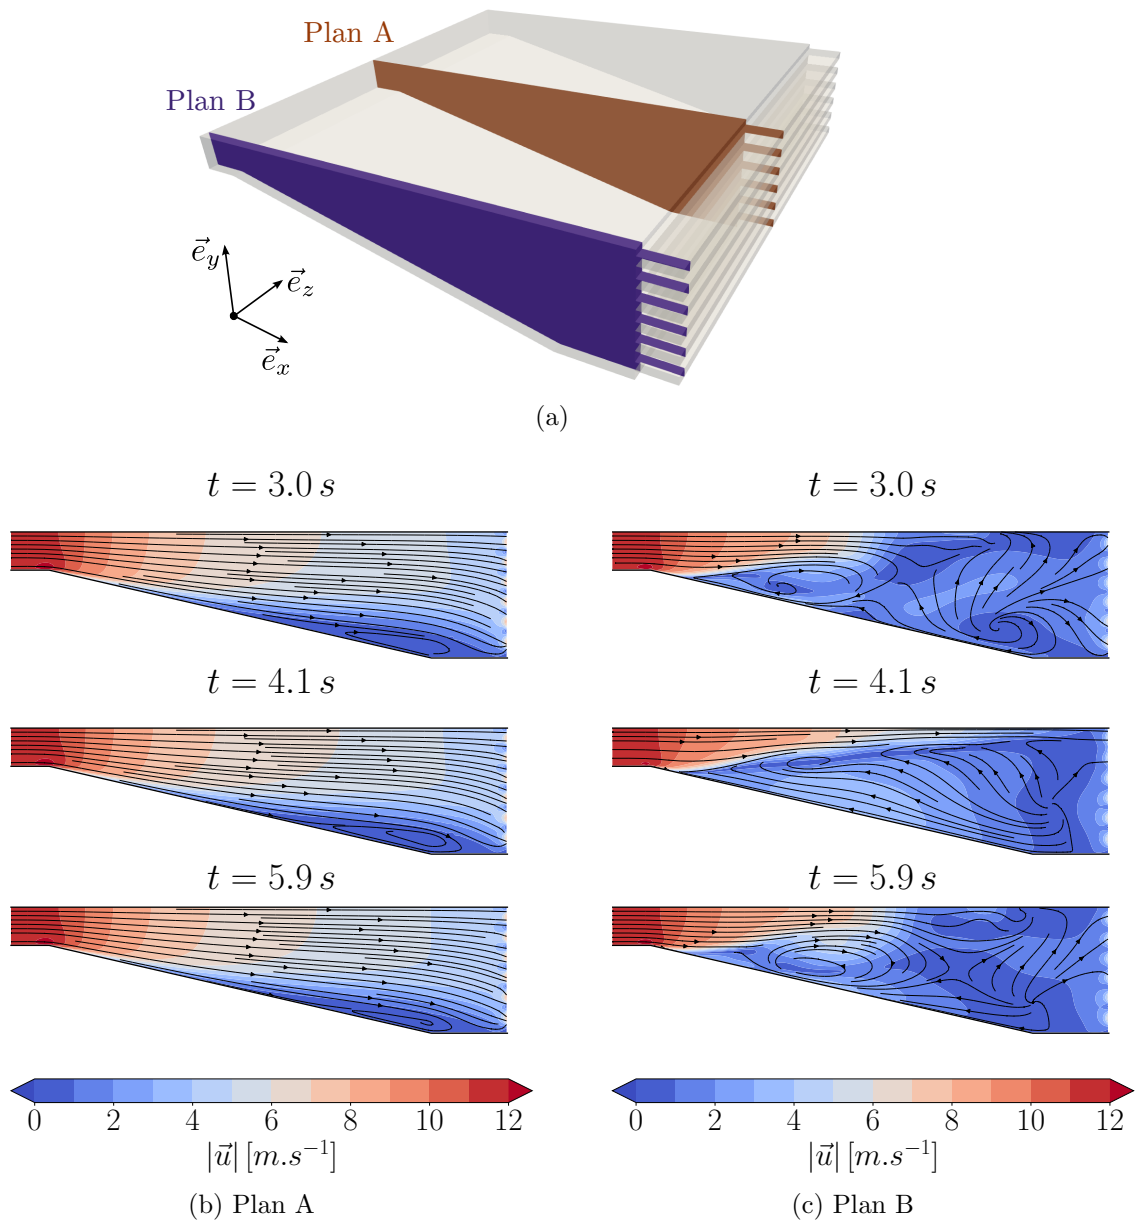 Plan A
Plan B
$\vec{e}_y$
$\vec{e}_z$
$\vec{e}_x$
(a)
t = 3.0 s
t = 3.0 s
t = 4.1 s
t = 4.1 s
t = 5.9 s
t = 5.9 s
0 2 4 6 8 10 12
0 2 4 6 8 10 12
$|\vec{u}| [m.s^{-1}]$
$|\vec{u}| [m.s^{-1}]$
(b) Plan A
(c) Plan B